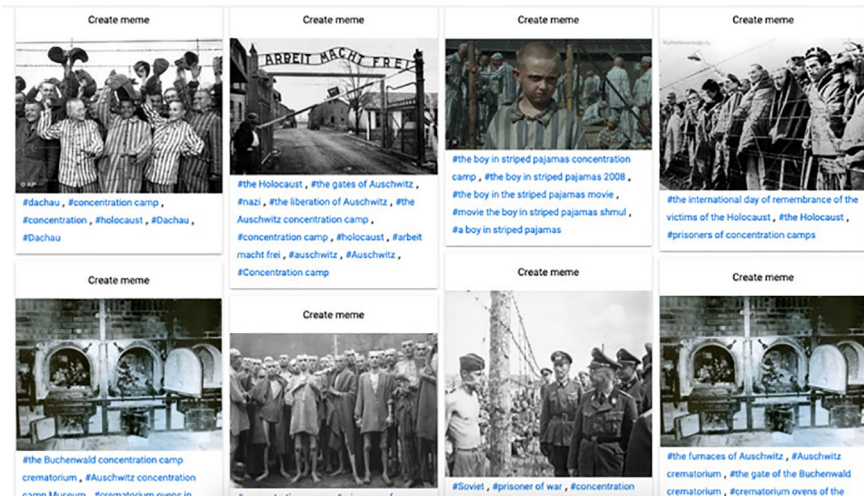 Create meme
#dachau , #concentration camp ,
#concentration , #holocaust , #Dachau ,
#Dachau
Create meme
#the Buchenwald concentration camp
crematorium , #Auschwitz concentration
camp Museum , #crematorium ovens in
Create meme
ARBEIT MACHT FREI
#the Holocaust , #the gates of Auschwitz ,
#nazi , #the liberation of Auschwitz , #the
Auschwitz concentration camp ,
#concentration camp , #holocaust , #arbeit
macht frei , #auschwitz , #Auschwitz ,
#Concentration camp
Create meme
Create meme
#the boy in striped pajamas concentration
camp , #the boy in striped pajamas 2008 ,
#the boy in the striped pajamas movie ,
#movie the boy in striped pajamas shmul ,
#a boy in striped pajamas
Create meme
#Soviet , #prisoner of war , #concentration
Create meme
#the international day of remembrance of the
victims of the Holocaust , #the Holocaust ,
#prisoners of concentration camps
Create meme
#the furnaces of Auschwitz , #Auschwitz
crematorium , #the gate of the Buchenwald
crematorium , #crematorium ovens of the